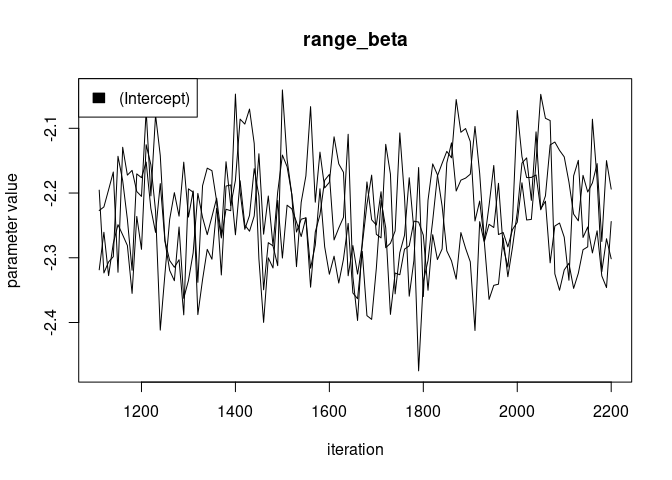 range_beta
(Intercept)
parameter value
-2.1
-2.2
-2.3
-2.4
1200 1400 1600 1800 2000 2200
iteration